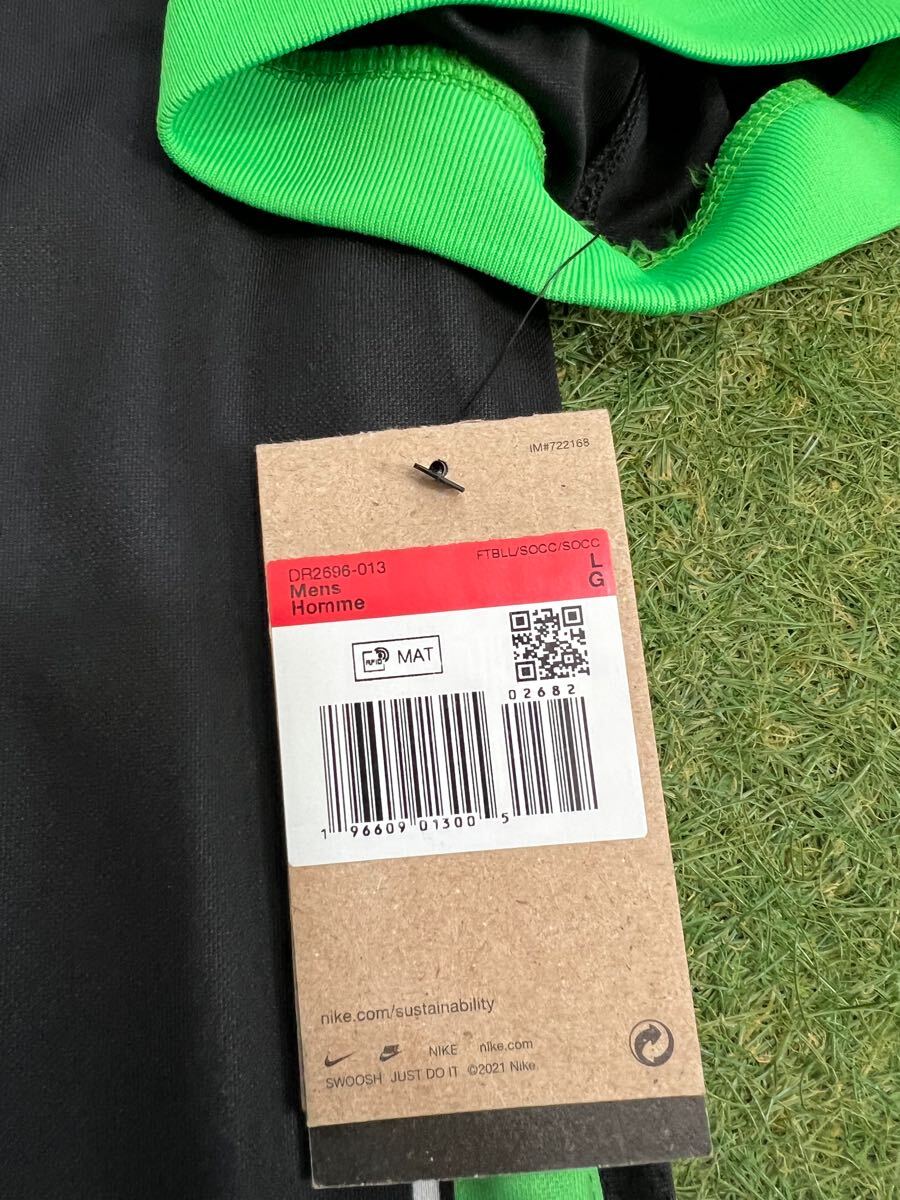 IM#722168
FTBLL/SOCC/SOCC
DR2696-013
L
Mens
G
Homme
RFID MAT
02682
1 96609 01300 5
nike.com/sustainability
NIKE nike.com
SWOOSH JUST DO IT ©2021 Nike